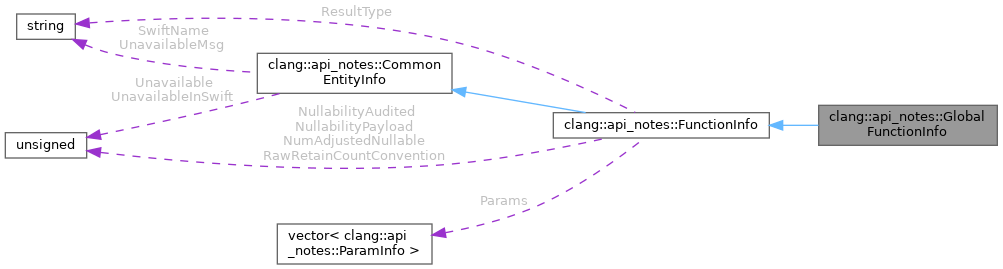 string
ResultType
SwiftName
UnavailableMsg
clang::api_notes::Common
EntityInfo
Unavailable
UnavailableInSwift
NullabilityAudited
NullabilityPayload
NumAdjustedNullable
RawRetainCountConvention
clang::api_notes::FunctionInfo
clang::api_notes::Global
FunctionInfo
unsigned
Params
vector< clang::api
_notes::ParamInfo >